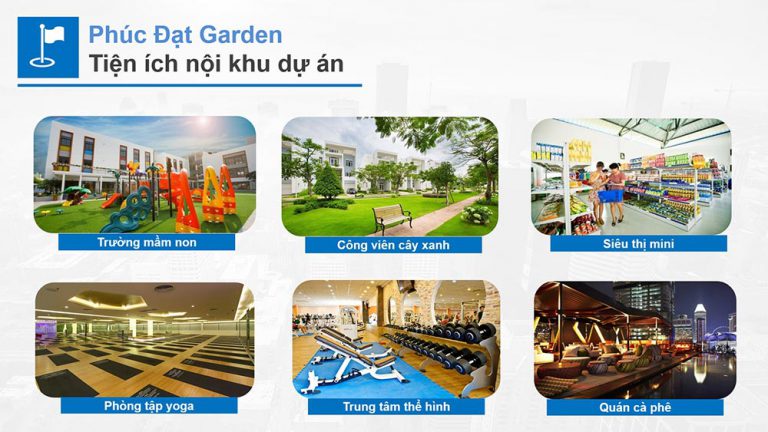 Phúc Đạt Garden
Tiện ích nội khu dự án
Trường mầm non
Công viên cây xanh
Siêu thị mini
Phòng tập yoga
Trung tâm thể hình
Quán cà phê